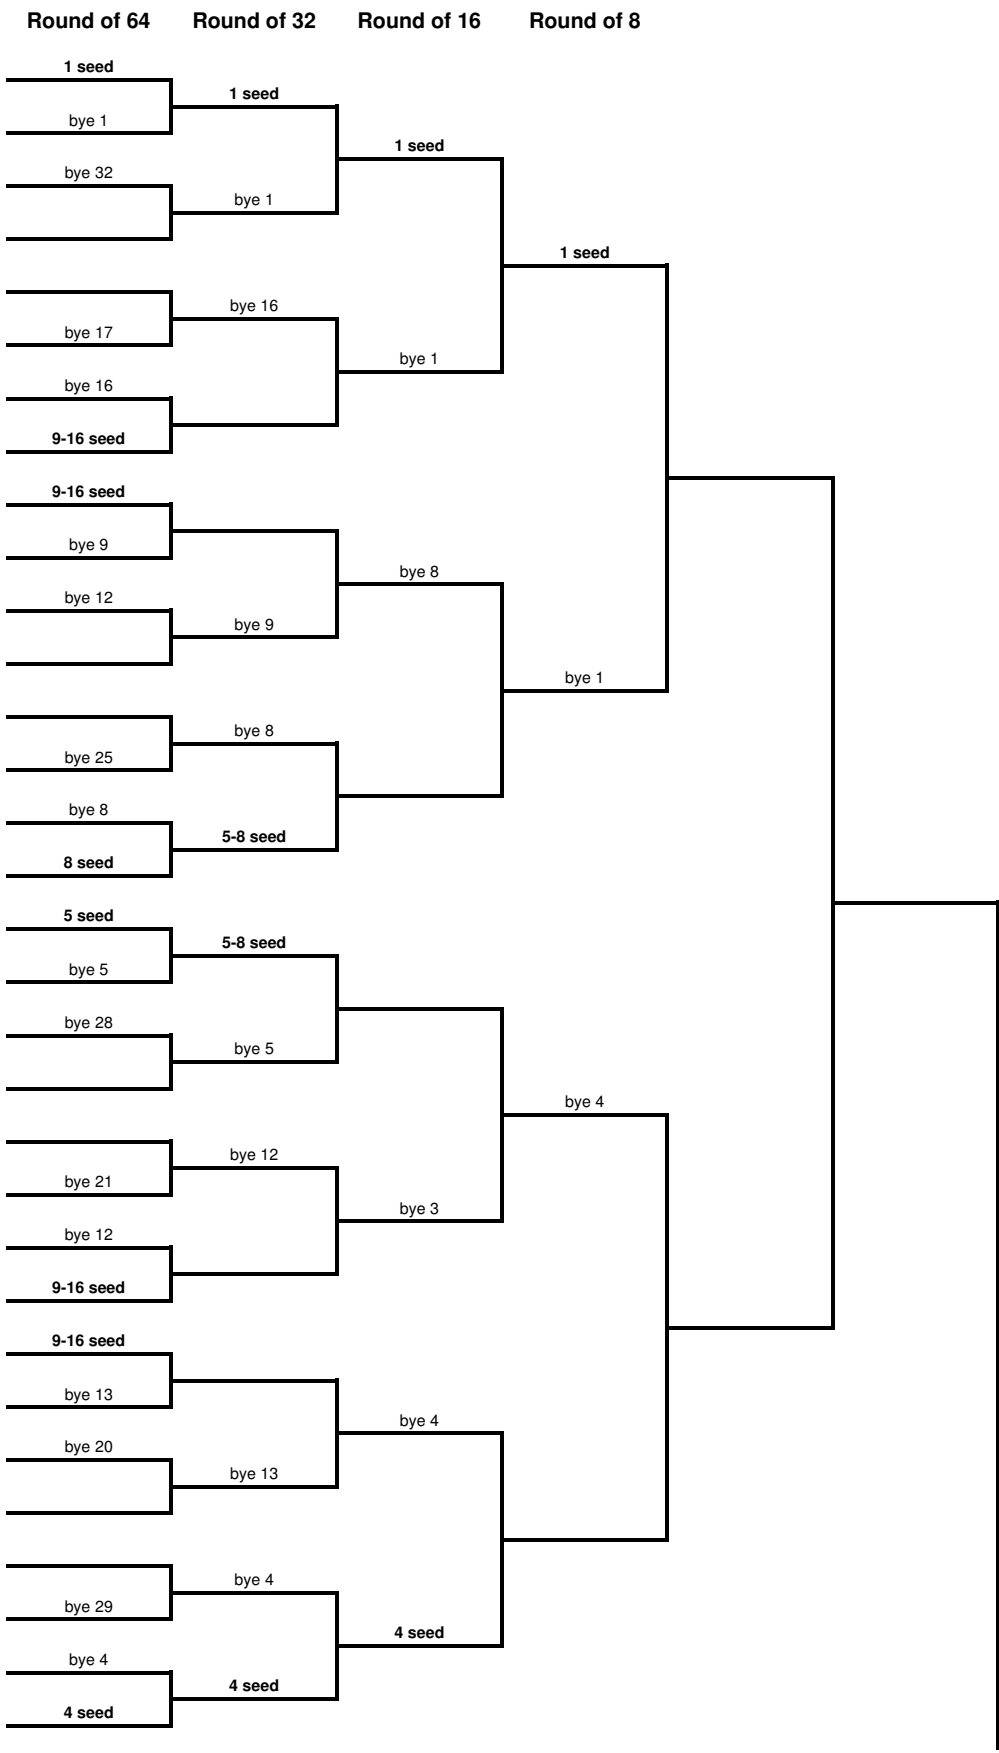 Round of 64 Round of 32 Round of 16 Round of 8
1 seed
1 seed
bye 1
1 seed
bye 32
bye 1
1 seed
bye 16
bye 17
bye 1
bye 16
9-16 seed
9-16 seed
bye 9
bye 8
bye 12
bye 9
bye 1
bye 8
bye 25
bye 8
5-8 seed
8 seed
5 seed
5-8 seed
bye 5
bye 28
bye 5
bye 4
bye 12
bye 21
bye 3
bye 12
9-16 seed
9-16 seed
bye 13
bye 4
bye 20
bye 13
bye 4
bye 29
4 seed
bye 4
4 seed
4 seed